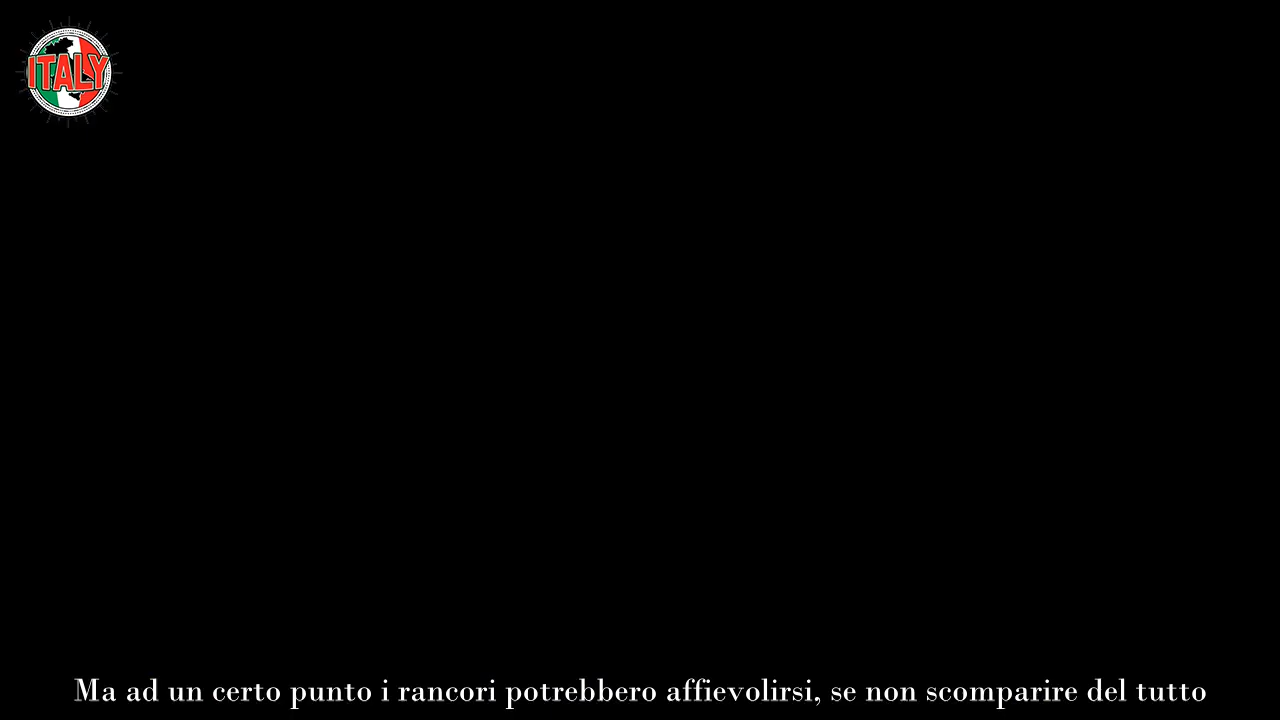 ITALY
Ma ad un certo punto i rancori potrebbero affievolirsi, se non scomparire del tutto